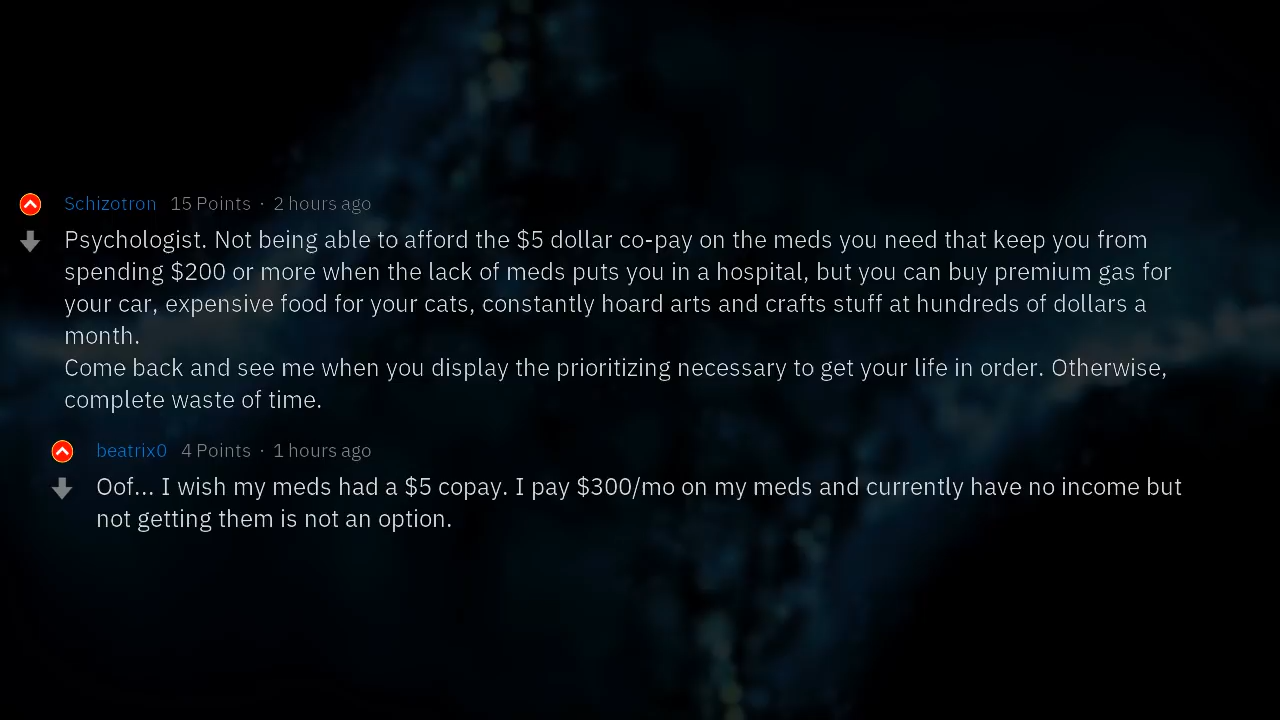 Schizotron 15 Points · 2 hours ago
Psychologist. Not being able to afford the $5 dollar co-pay on the meds you need that keep you from
spending $200 or more when the lack of meds puts you in a hospital, but you can buy premium gas for
your car, expensive food for your cats, constantly hoard arts and crafts stuff at hundreds of dollars a
month.
Come back and see me when you display the prioritizing necessary to get your life in order. Otherwise,
complete waste of time.
beatrix0 4 Points · 1 hours ago
Oof... I wish my meds had a $5 copay. I pay $300/mo on my meds and currently have no income but
not getting them is not an option.